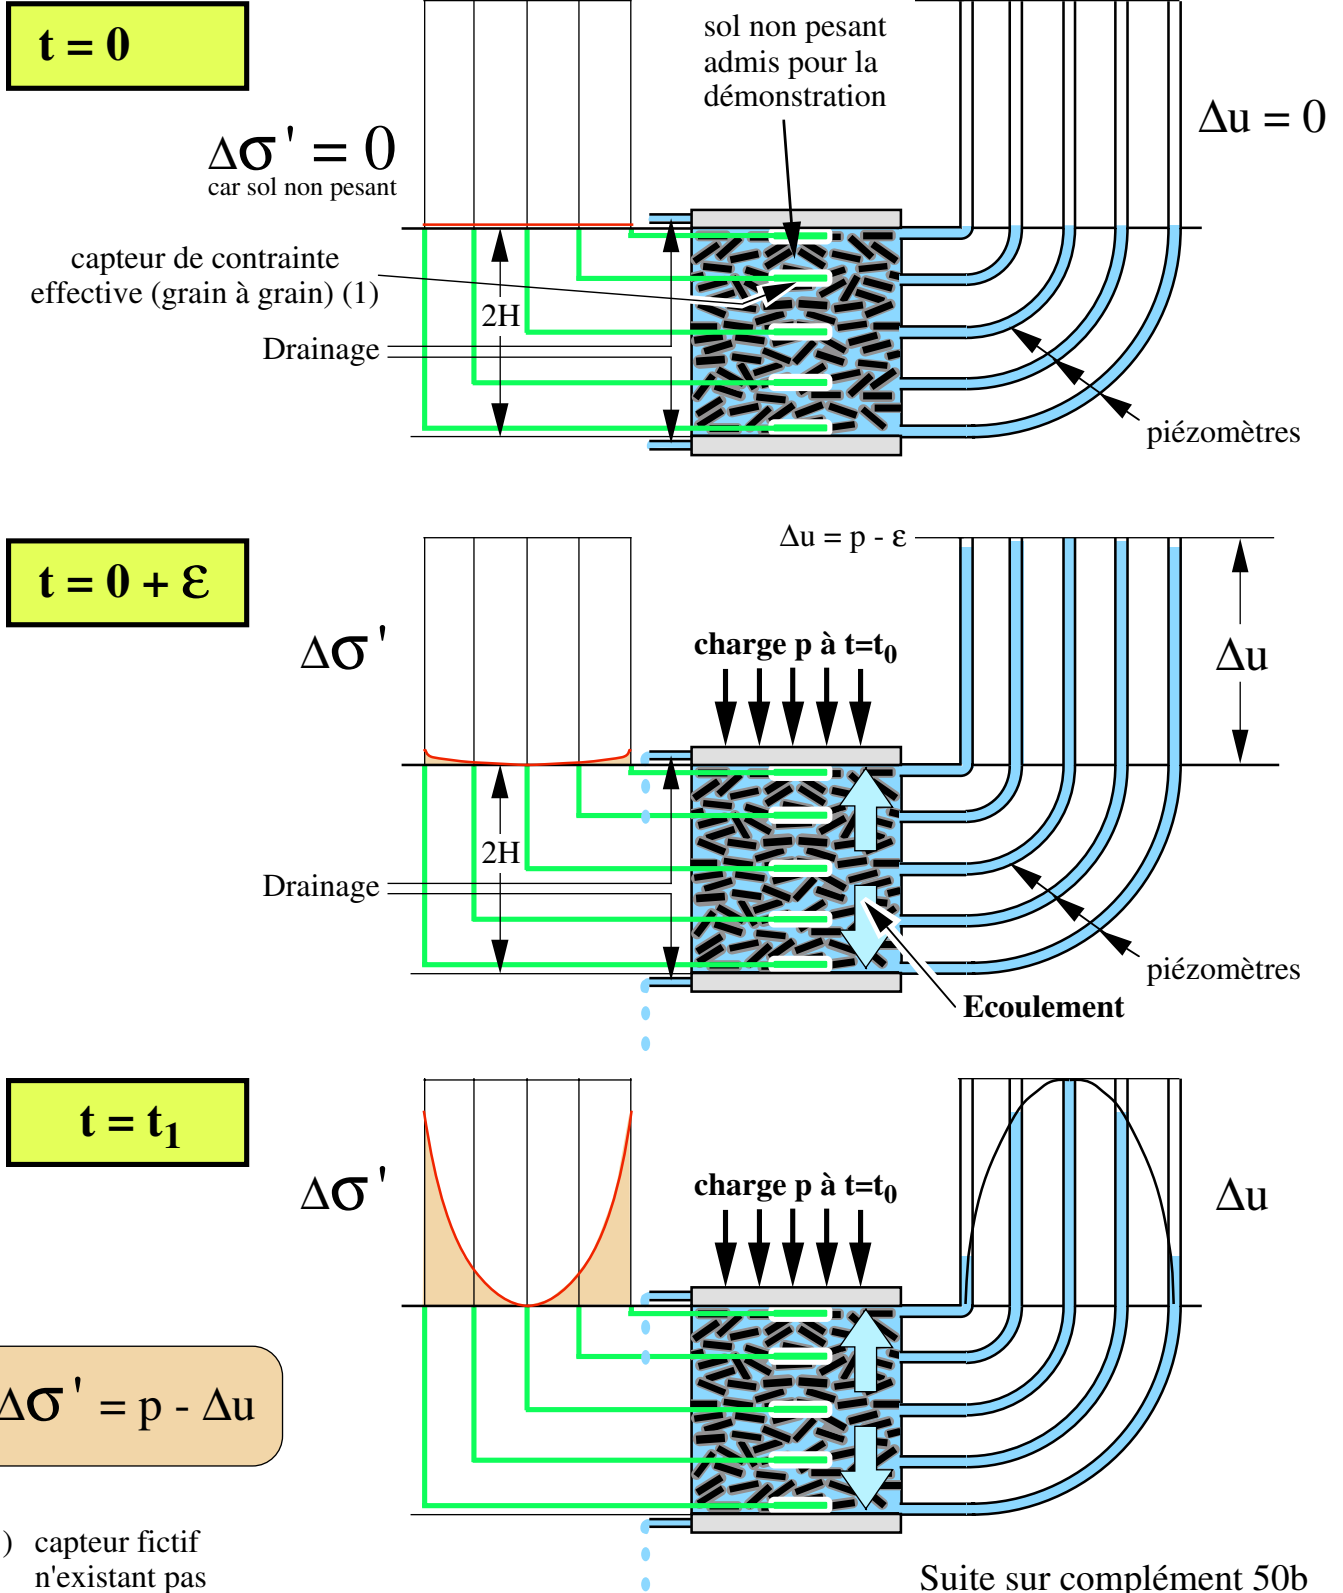 t = 0
sol non pesant
admis pour la
démonstration
Δu = 0
Δσ' = 0
car sol non pesant
capteur de contrainte
effective (grain à grain) (1)
2H
Drainage
piézomètres
Δu = p - ε
t = 0 + ε
Δσ'
charge p à t=t0
Δu
2H
Drainage
piézomètres
Ecoulement
t = t1
Δσ'
charge p à t=t0
Δu
Δσ' = p - Δu
) capteur fictif
n'existant pas
Suite sur complément 50b